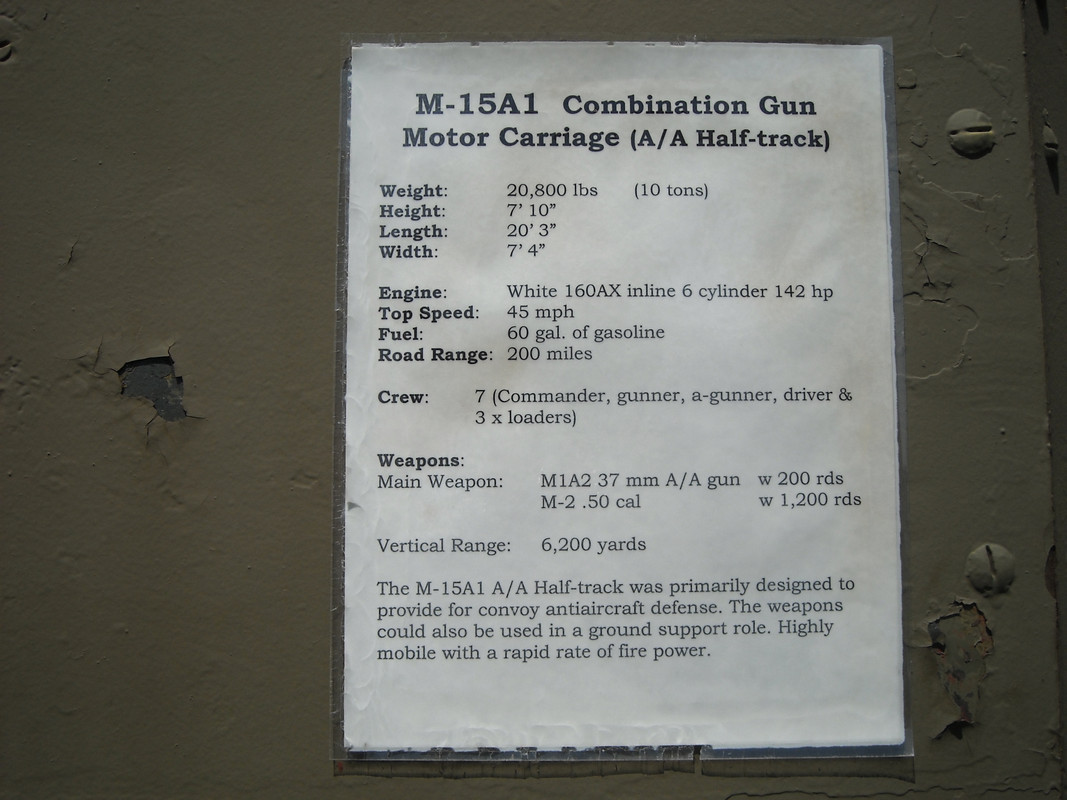 M-15A1 Combination Gun
Motor Carriage (A/A Half-track)
Weight: 20,800 lbs (10 tons)
Height: 7’ 10”
Length: 20’ 3”
Width: 7’ 4”
Engine: White 160AX inline 6 cylinder 142 hp
Top Speed: 45 mph
Fuel: 60 gal. of gasoline
Road Range: 200 miles
Crew: 7 (Commander, gunner, a-gunner, driver &
3 x loaders)
Weapons:
Main Weapon: M1A2 37 mm A/A gun w 200 rds
M-2 .50 cal w 1,200 rds
Vertical Range: 6,200 yards
The M-15A1 A/A Half-track was primarily designed to
provide for convoy antiaircraft defense. The weapons
could also be used in a ground support role. Highly
mobile with a rapid rate of fire power.